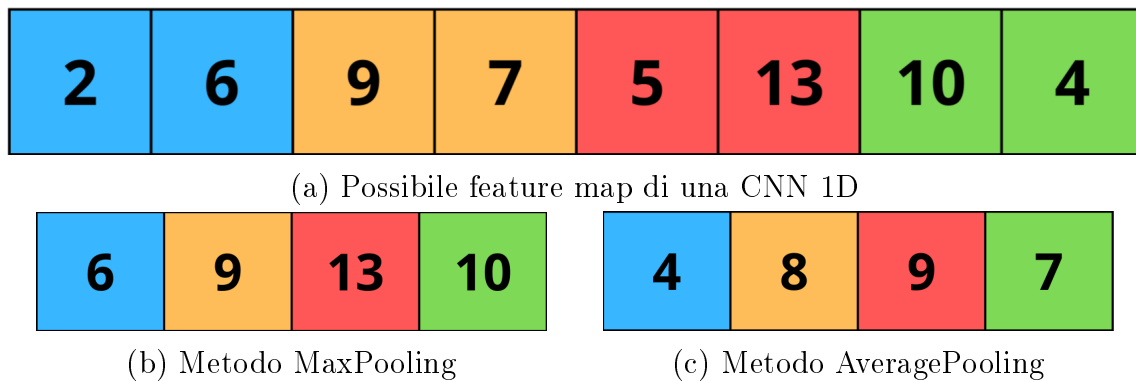 2 6 9 7 5 13 10 4
(a) Possibile feature map di una CNN 1D
6 9 13 10
4 8 9 7
(b) Metodo MaxPooling
(c) Metodo AveragePooling